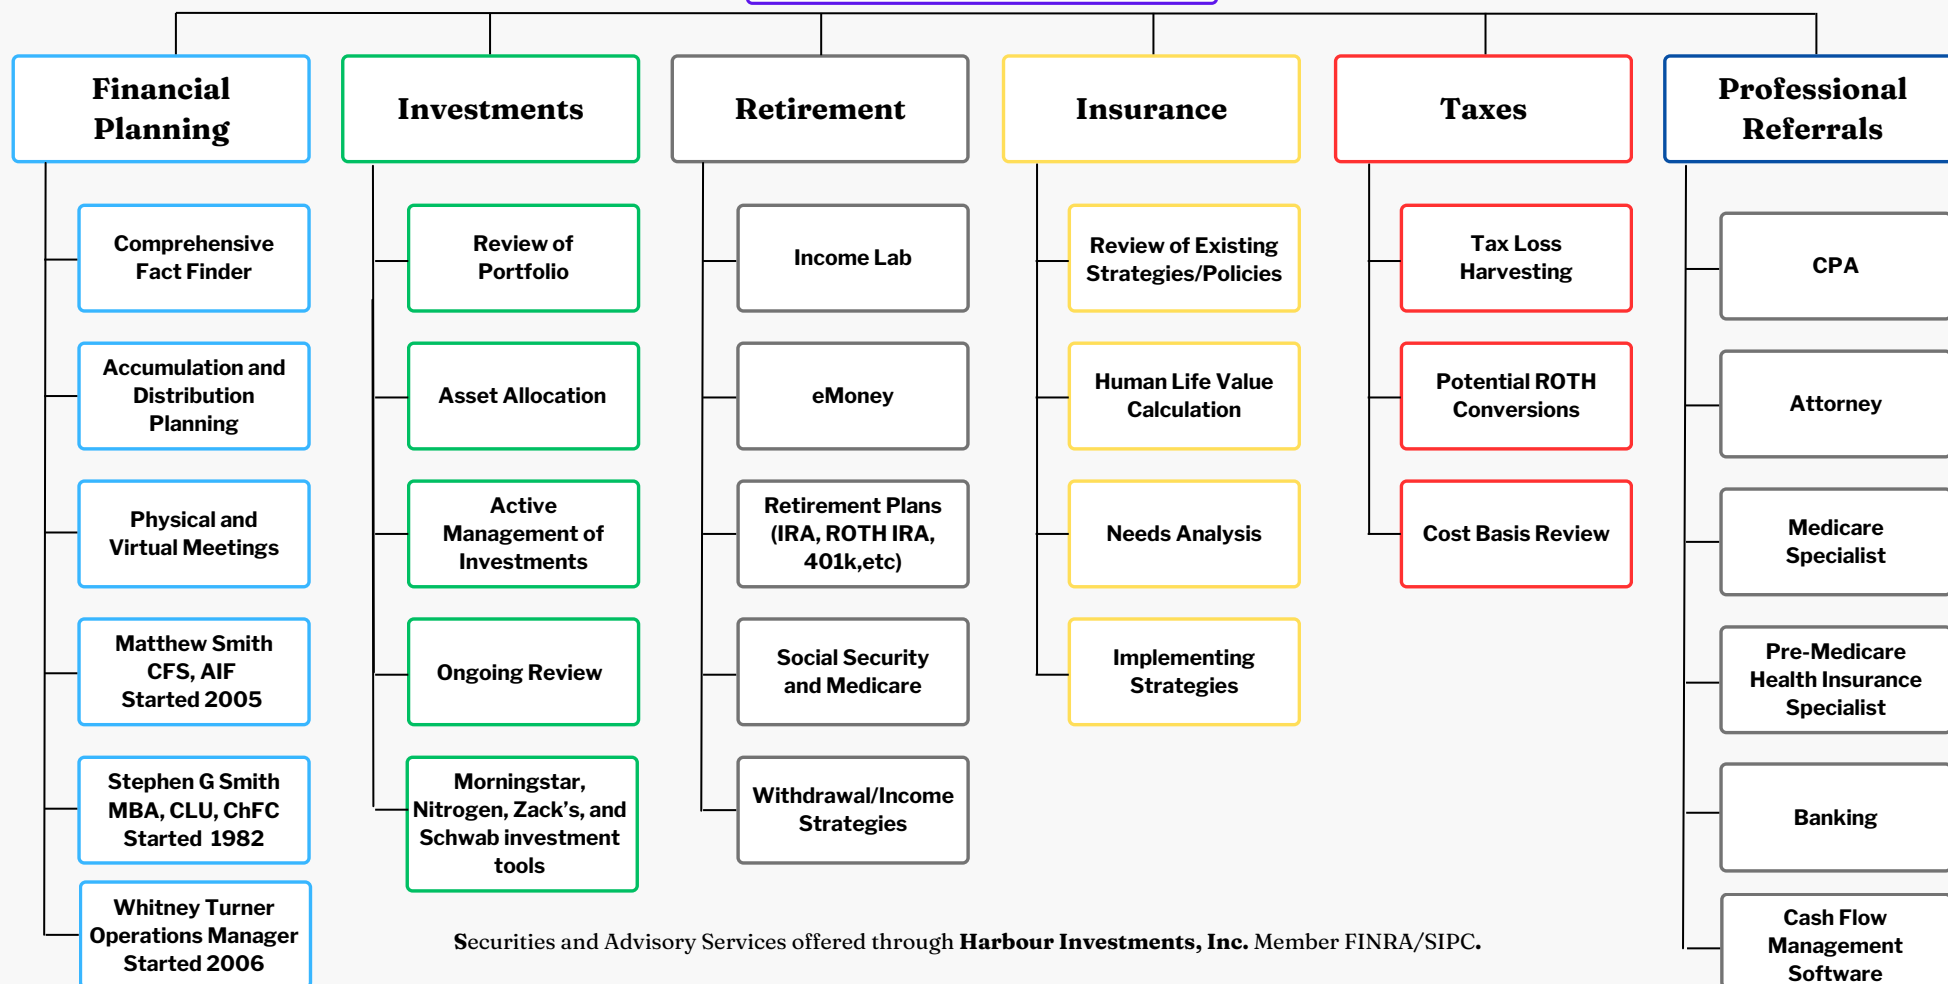 Financial
Planning
Comprehensive
Fact Finder
Accumulation and
Distribution
Planning
Physical and
Virtual Meetings
Matthew Smith
CFS, AIF
Started 2005
Stephen G Smith
MBA, CLU, ChFC
Started  1982
Whitney Turner
Operations Manager
Started 2006
Investments
Review of
Portfolio
Asset Allocation
Active
Management of
Investments
Ongoing Review
Morningstar,
Nitrogen, Zack’s, and
Schwab investment
tools
Retirement
Income Lab
eMoney
Retirement Plans
(IRA, ROTH IRA,
401k,etc)
Social Security
and Medicare
Withdrawal/Income
Strategies
Insurance
Review of Existing
Strategies/Policies
Human Life Value
Calculation
Needs Analysis
Implementing
Strategies
Taxes
Tax Loss
Harvesting
Potential ROTH
Conversions
Cost Basis Review
Professional
Referrals
CPA
Attorney
Medicare
Specialist
Pre-Medicare
Health Insurance
Specialist
Banking
Cash Flow
Management
Software
Securities and Advisory Services offered through Harbour Investments, Inc. Member FINRA/SIPC.